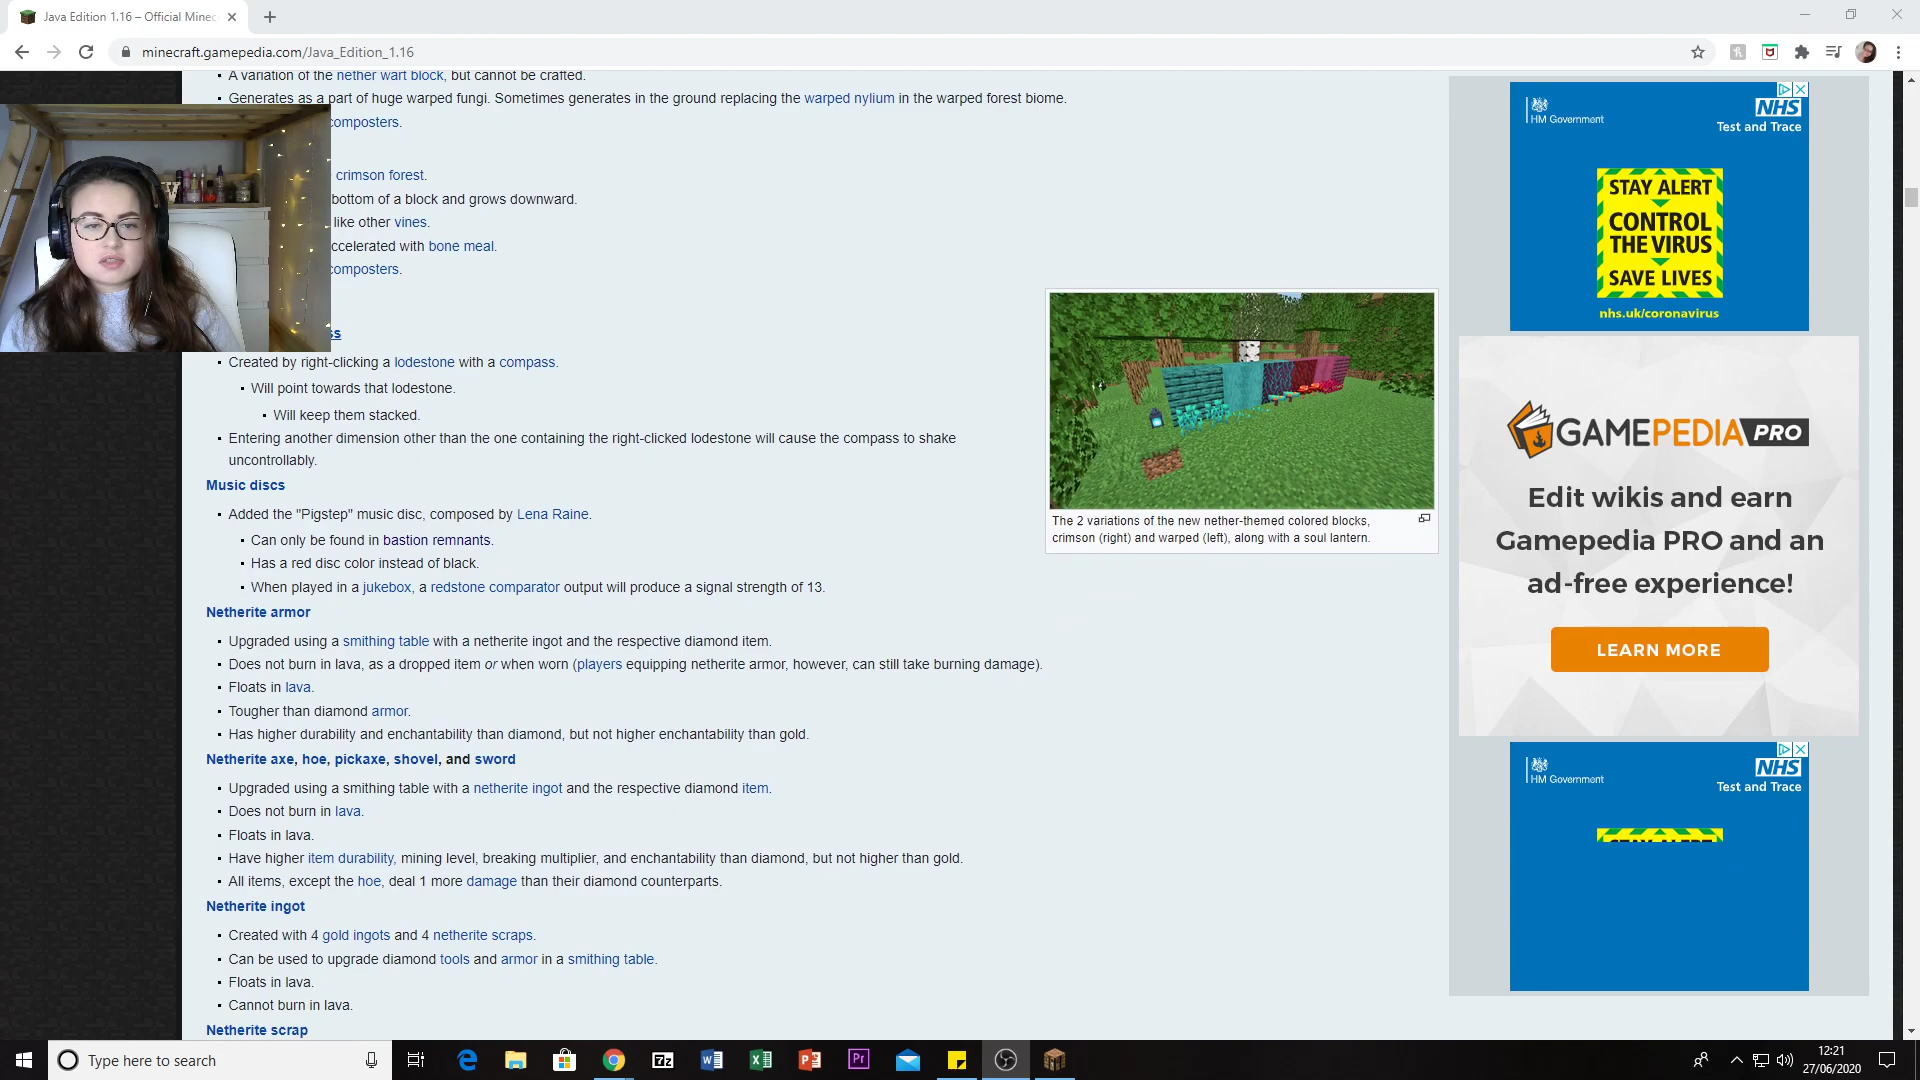 Java Edition 1.16 – Official Minec
minecraft.gamepedia.com/Java_Edition_1.16
A variation of the nether wart block, but cannot be crafted.
Generates as a part of huge warped fungi. Sometimes generates in the ground replacing the warped nylium in the warped forest biome.
composters.
crimson forest.
bottom of a block and grows downward.
like other vines.
ccelerated with bone meal.
composters.
ss
Created by right-clicking a lodestone with a compass.
Will point towards that lodestone.
Will keep them stacked.
Entering another dimension other than the one containing the right-clicked lodestone will cause the compass to shake
uncontrollably.
Music discs
Added the "Pigstep" music disc, composed by Lena Raine.
Can only be found in bastion remnants.
Has a red disc color instead of black.
When played in a jukebox, a redstone comparator output will produce a signal strength of 13.
Netherite armor
Upgraded using a smithing table with a netherite ingot and the respective diamond item.
Does not burn in lava, as a dropped item or when worn (players equipping netherite armor, however, can still take burning damage).
Floats in lava.
Tougher than diamond armor.
Has higher durability and enchantability than diamond, but not higher enchantability than gold.
Netherite axe, hoe, pickaxe, shovel, and sword
Upgraded using a smithing table with a netherite ingot and the respective diamond item.
Does not burn in lava.
Floats in lava.
Have higher item durability, mining level, breaking multiplier, and enchantability than diamond, but not higher than gold.
All items, except the hoe, deal 1 more damage than their diamond counterparts.
Netherite ingot
Created with 4 gold ingots and 4 netherite scraps.
Can be used to upgrade diamond tools and armor in a smithing table.
Floats in lava.
Cannot burn in lava.
Netherite scrap
The 2 variations of the new nether-themed colored blocks,
crimson (right) and warped (left), along with a soul lantern.
HM Government
NHS
Test and Trace
STAY ALERT
CONTROL
THE VIRUS
SAVE LIVES
nhs.uk/coronavirus
GAMEPEDIA PRO
Edit wikis and earn
Gamepedia PRO and an
ad-free experience!
LEARN MORE
HM Government
NHS
Test and Trace
STAY ALERT
Type here to search
7z
Pr
12:21
27/06/2020